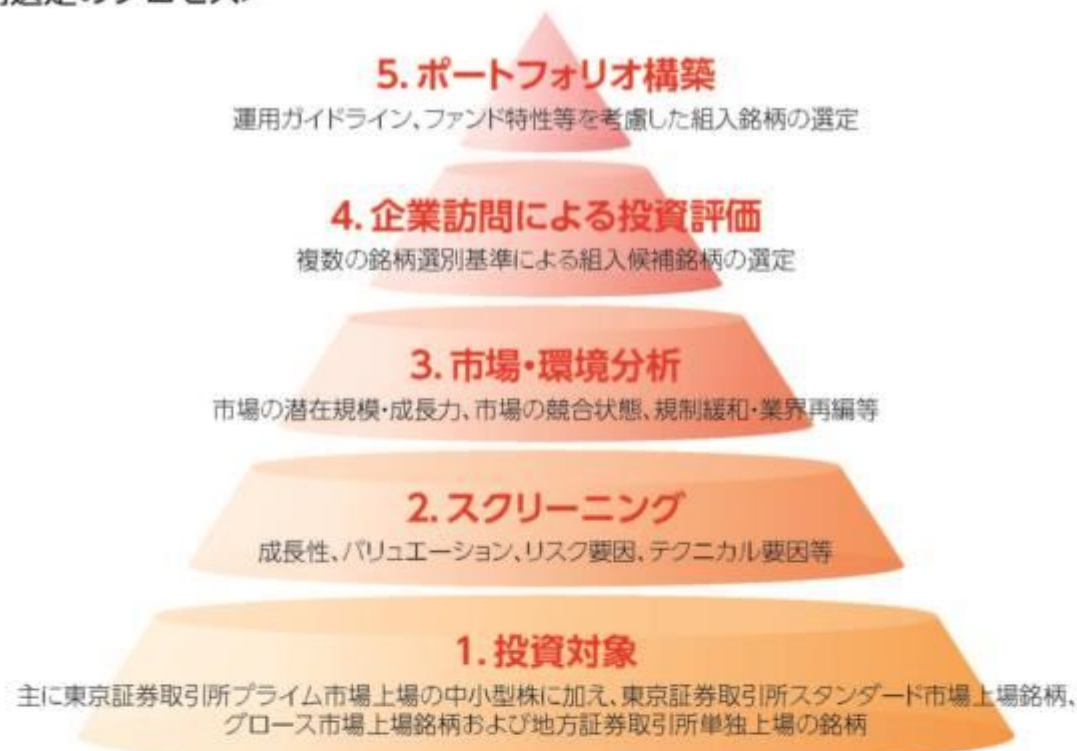 選定のプロセス
5. ポートフォリオ構築
運用ガイドライン、ファンド特性等を考慮した組入銘柄の選定
4. 企業訪問による投資評価
複数の銘柄選別基準による組入候補銘柄の選定
3. 市場・環境分析
市場の潜在規模・成長力、市場の競合状態、規制緩和・業界再編等
2. スクリーニング
成長性、バリュエーション、リスク要因、テクニカル要因等
1. 投資対象
主に東京証券取引所プライム市場上場の中小型株に加え、東京証券取引所スタンダード市場上場銘柄、
グロース市場上場銘柄および地方証券取引所単独上場の銘柄